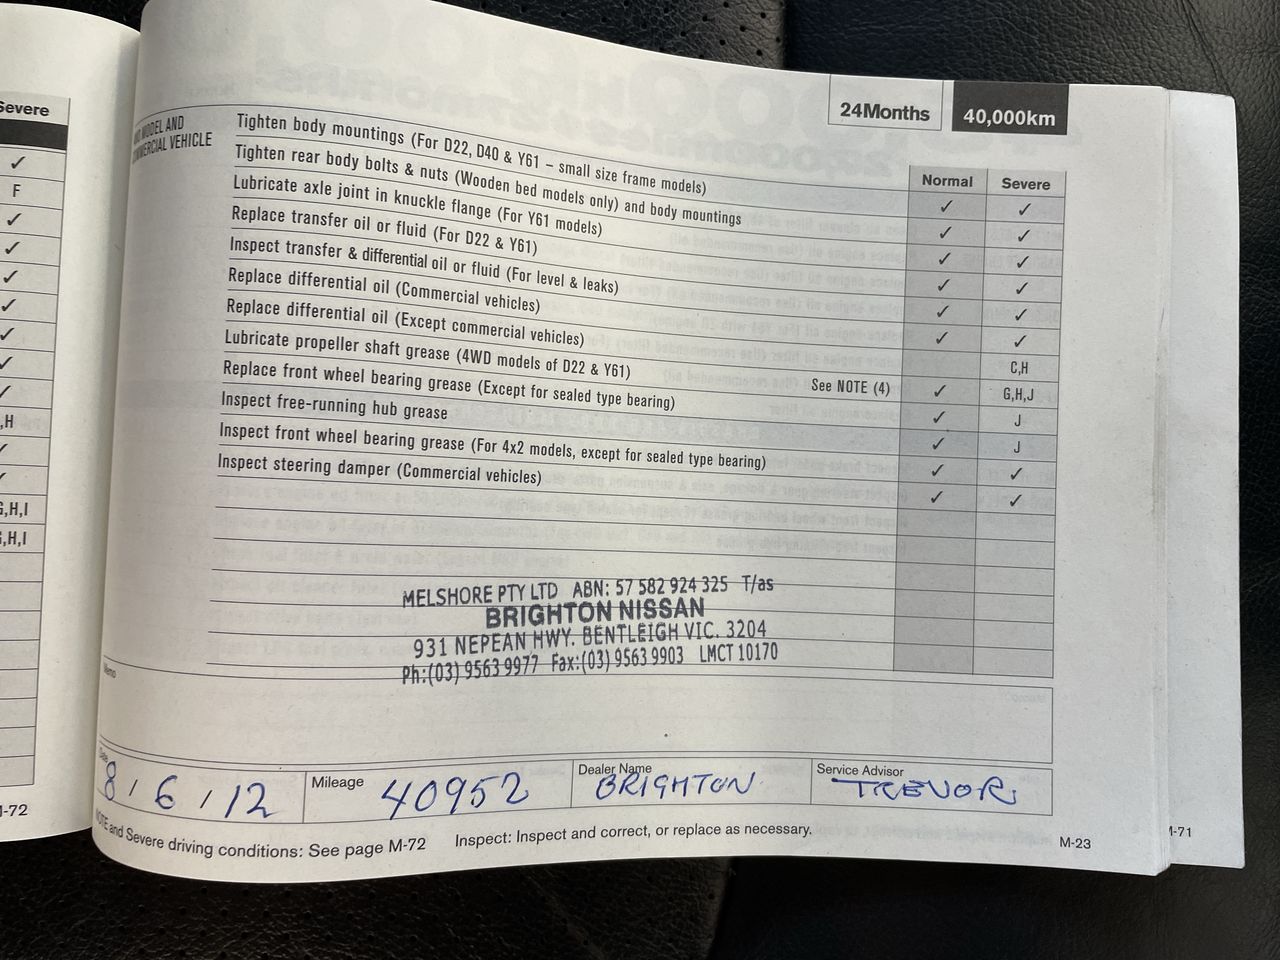 Severe
✓
F
✓
✓
✓
✓
✓
✓
✓
,H
✓
✓
G,H,I
G,H,I
-72
24Months
40,000km
MODEL AND
COMMERCIAL VEHICLE
Normal Severe
Tighten body mountings (For D22, D40 & Y61 – small size frame models) ✓ ✓
Tighten rear body bolts & nuts (Wooden bed models only) and body mountings ✓ ✓
Lubricate axle joint in knuckle flange (For Y61 models) ✓ ✓
Replace transfer oil or fluid (For D22 & Y61) ✓ ✓
Inspect transfer & differential oil or fluid (For level & leaks) ✓ ✓
Replace differential oil (Commercial vehicles) ✓ ✓
Replace differential oil (Except commercial vehicles) C,H
Lubricate propeller shaft grease (4WD models of D22 & Y61) See NOTE (4) ✓ G,H,J
Replace front wheel bearing grease (Except for sealed type bearing) ✓ J
Inspect free-running hub grease ✓ J
Inspect front wheel bearing grease (For 4x2 models, except for sealed type bearing) ✓ ✓
Inspect steering damper (Commercial vehicles) ✓ ✓
MELSHORE PTY LTD ABN: 57 582 924 325 T/as
BRIGHTON NISSAN
931 NEPEAN HWY. BENTLEIGH VIC. 3204
Ph:(03) 9563 9977 Fax:(03) 9563 9903 LMCT 10170
Memo
Date
8/6/12
Mileage
40952
Dealer Name
BRIGHTON
Service Advisor
TREVOR
NOTE and Severe driving conditions: See page M-72 Inspect: Inspect and correct, or replace as necessary.
M-23
-71